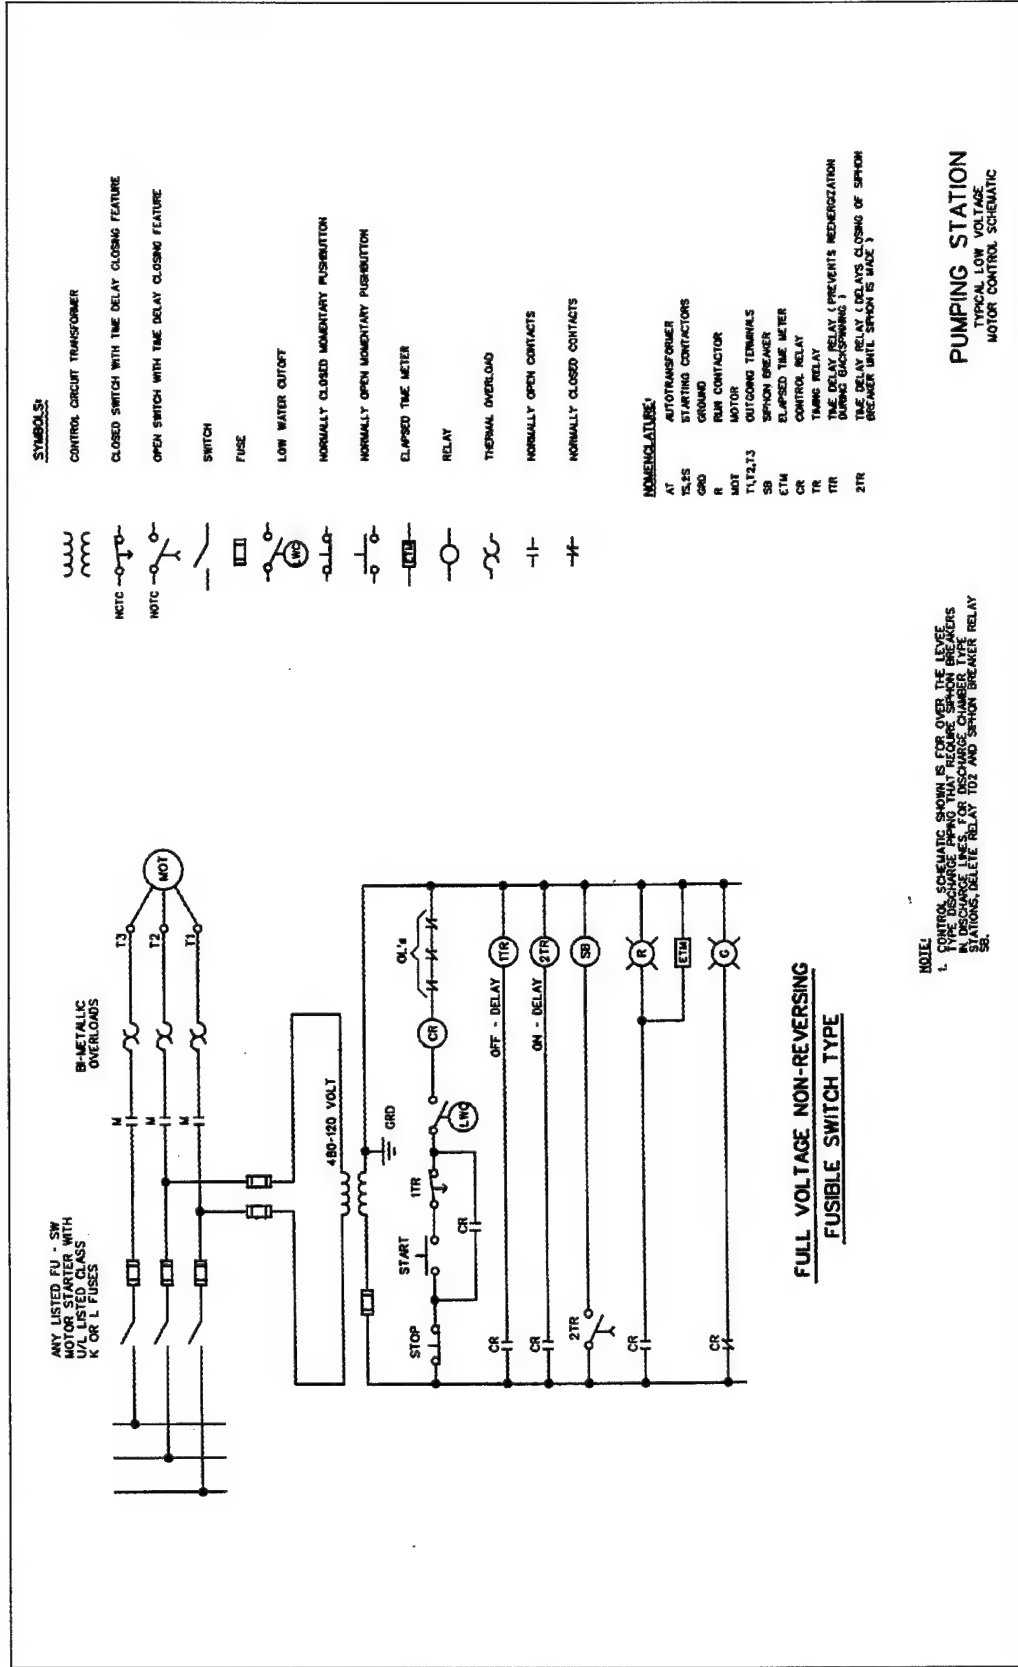 ANY LISTED FU - SW
MOTOR STARTER WITH
U/L LISTED CLASS
K OR L FUSES
BI-METALLIC
OVERLOADS
M
M
M
T3
T2
T1
MOT
480-120 VOLT
GRD
STOP
START
1TR
CR
LWC
CR
OL's
CR
OFF - DELAY
1TR
CR
ON - DELAY
2TR
2TR
SB
CR
R
ETM
CR
G
FULL VOLTAGE NON-REVERSING
FUSIBLE SWITCH TYPE
SYMBOLS:
CONTROL CIRCUIT TRANSFORMER
NCTC
CLOSED SWITCH WITH TIME DELAY CLOSING FEATURE
NOTC
OPEN SWITCH WITH TIME DELAY CLOSING FEATURE
SWITCH
FUSE
LWC
LOW WATER CUTOFF
NORMALLY CLOSED MOMENTARY PUSHBUTTON
NORMALLY OPEN MOMENTARY PUSHBUTTON
ETM
ELAPSED TIME METER
RELAY
THERMAL OVERLOAD
NORMALLY OPEN CONTACTS
NORMALLY CLOSED CONTACTS
NOMENCLATURE:
AT AUTOTRANSFORMER
1S,2S STARTING CONTACTORS
GRD GROUND
R RUN CONTACTOR
MOT MOTOR
T1,T2,T3 OUTGOING TERMINALS
SB SIPHON BREAKER
ETM ELAPSED TIME METER
CR CONTROL RELAY
TR TIMING RELAY
1TR TIME DELAY RELAY (PREVENTS REENERGIZATION
DURING BACKSPINNING )
2TR TIME DELAY RELAY ( DELAYS CLOSING OF SIPHON
BREAKER UNTIL SIPHON IS MADE )
NOTE:
1. CONTROL SCHEMATIC SHOWN IS FOR OVER THE LEVEE
TYPE DISCHARGE PIPING THAT REQUIRE SIPHON BREAKERS
IN DISCHARGE LINES. FOR DISCHARGE CHAMBER TYPE
STATIONS, DELETE RELAY TD2 AND SIPHON BREAKER RELAY
SB.
PUMPING STATION
TYPICAL LOW VOLTAGE
MOTOR CONTROL SCHEMATIC